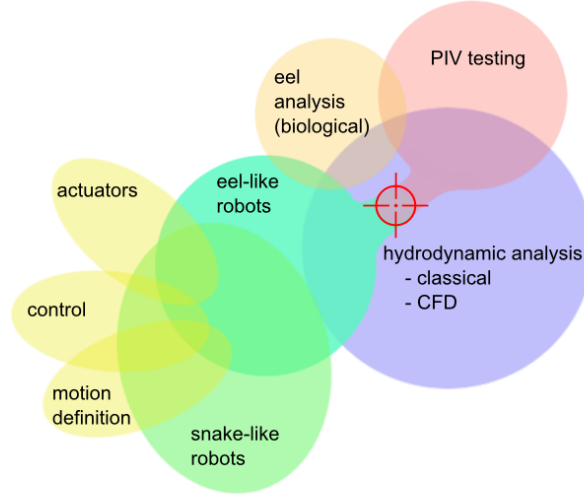 PIV testing
eel
analysis
(biological)
eel-like
robots
actuators
hydrodynamic analysis
- classical
- CFD
control
motion
definition
snake-like
robots